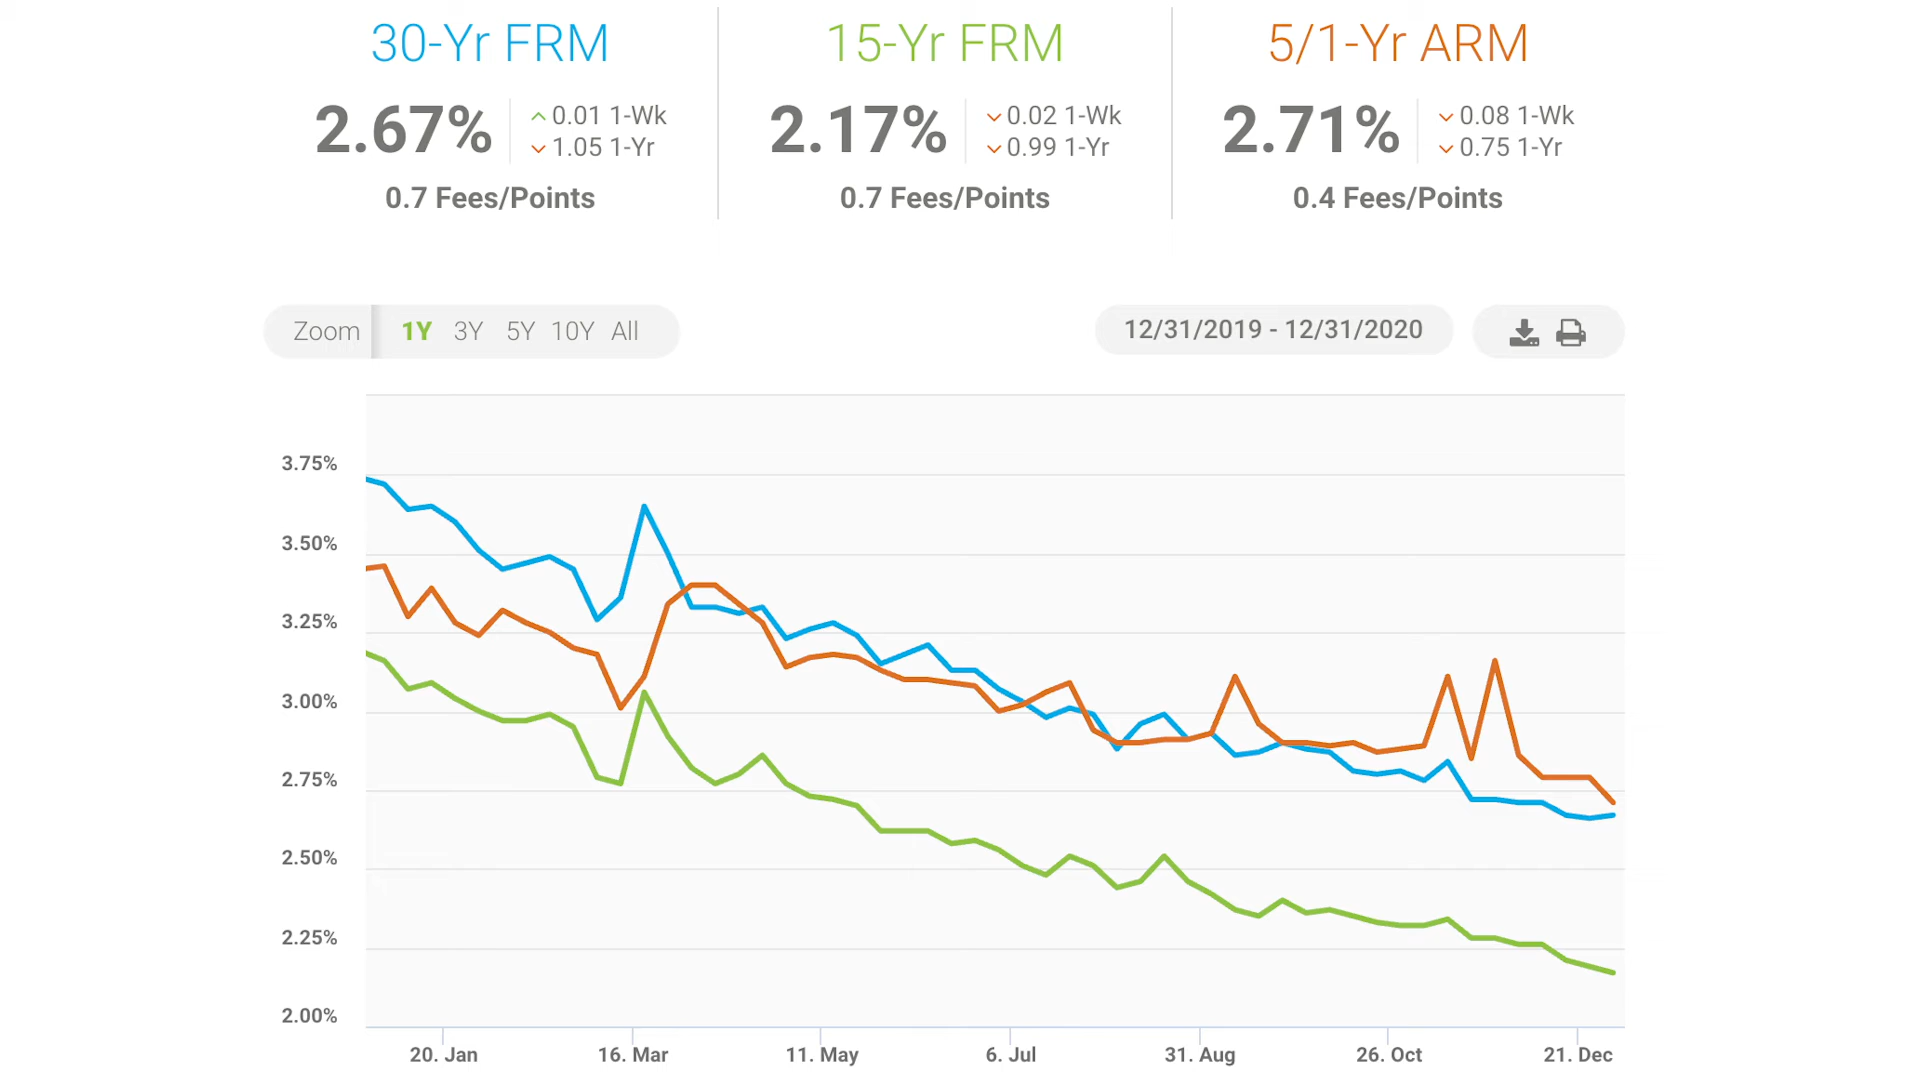 30-Yr FRM
2.67%
0.01 1-Wk
1.05 1-Yr
0.7 Fees/Points
15-Yr FRM
2.17%
0.02 1-Wk
0.99 1-Yr
0.7 Fees/Points
5/1-Yr ARM
2.71%
0.08 1-Wk
0.75 1-Yr
0.4 Fees/Points
Zoom 1Y 3Y 5Y 10Y All
12/31/2019 - 12/31/2020
3.75%
3.50%
3.25%
3.00%
2.75%
2.50%
2.25%
2.00%
20. Jan 16. Mar 11. May 6. Jul 31. Aug 26. Oct 21. Dec